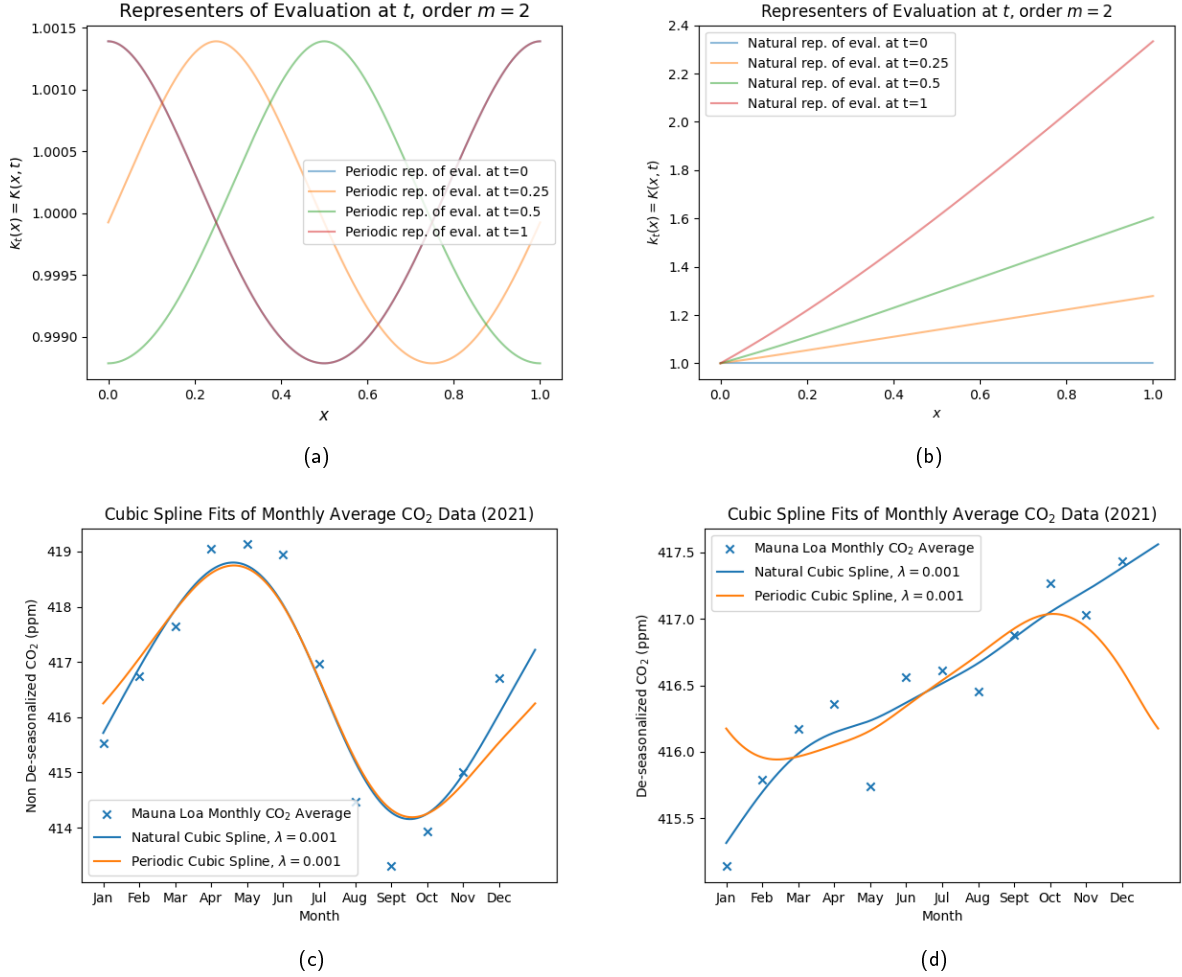 Representers of Evaluation at t, order m = 2
1.0015
1.0010
1.0005
1.0000
0.9995
0.9990
k_t(x) = K(x, t)
Periodic rep. of eval. at t=0
Periodic rep. of eval. at t=0.25
Periodic rep. of eval. at t=0.5
Periodic rep. of eval. at t=1
0.0 0.2 0.4 0.6 0.8 1.0
x
(a)
Representers of Evaluation at t, order m = 2
2.4
2.2
2.0
1.8
1.6
1.4
1.2
1.0
k_t(x) = K(x, t)
Natural rep. of eval. at t=0
Natural rep. of eval. at t=0.25
Natural rep. of eval. at t=0.5
Natural rep. of eval. at t=1
0.0 0.2 0.4 0.6 0.8 1.0
x
(b)
Cubic Spline Fits of Monthly Average CO₂ Data (2021)
419
418
417
416
415
414
Non De-seasonalized CO₂ (ppm)
Mauna Loa Monthly CO₂ Average
Natural Cubic Spline, λ = 0.001
Periodic Cubic Spline, λ = 0.001
Jan Feb Mar Apr May Jun Jul Aug Sept Oct Nov Dec
Month
(c)
Cubic Spline Fits of Monthly Average CO₂ Data (2021)
417.5
417.0
416.5
416.0
415.5
De-seasonalized CO₂ (ppm)
Mauna Loa Monthly CO₂ Average
Natural Cubic Spline, λ = 0.001
Periodic Cubic Spline, λ = 0.001
Jan Feb Mar Apr May Jun Jul Aug Sept Oct Nov Dec
Month
(d)